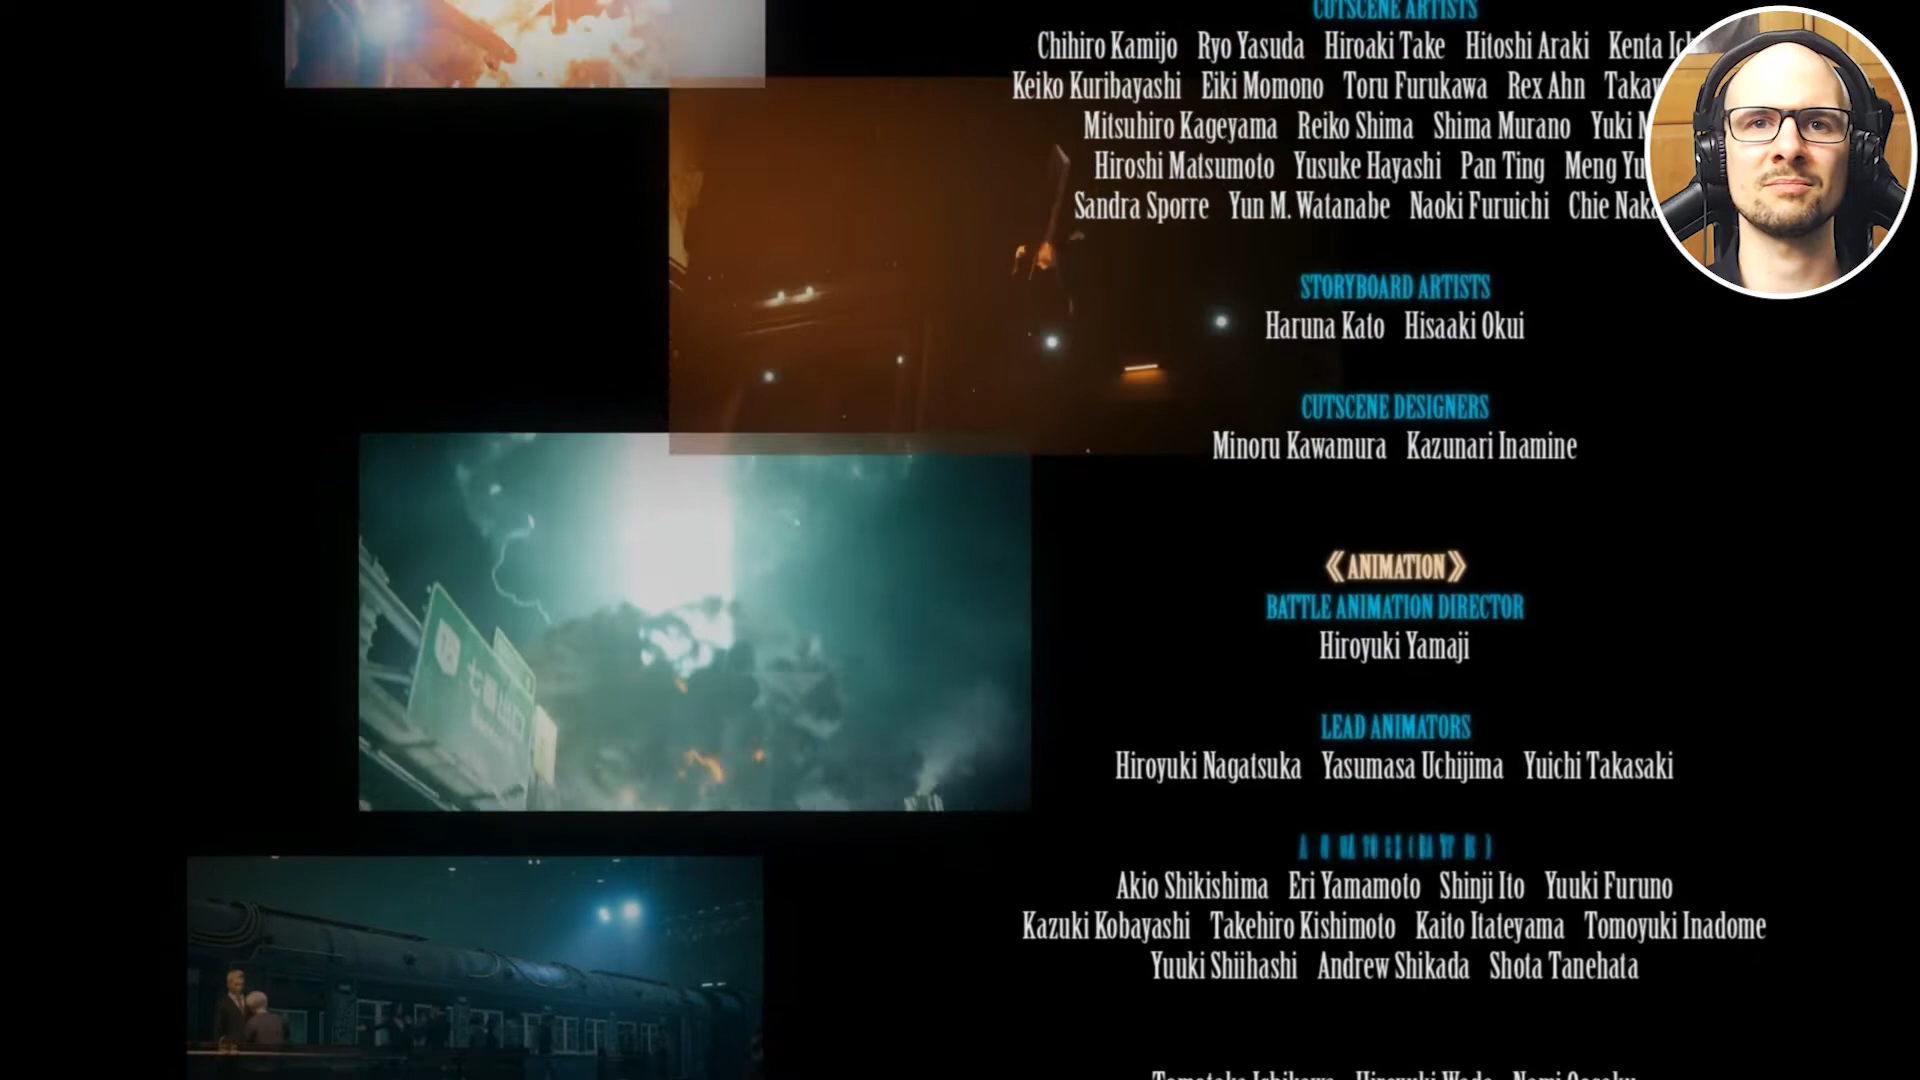 CUTSCENE ARTISTS
Chihiro Kamijo Ryo Yasuda Hiroaki Take Hitoshi Araki Kenta
Keiko Kuribayashi Eiki Momono Toru Furukawa Rex Ahn
Mitsuhiro Kageyama Reiko Shima Shima Murano Yuki
Hiroshi Matsumoto Yusuke Hayashi Pan Ting Meng
Sandra Sporre Yun M. Watanabe Naoki Furuichi Chie
STORYBOARD ARTISTS
Haruna Kato Hisaaki Okui
CUTSCENE DESIGNERS
Minoru Kawamura Kazunari Inamine
《ANIMATION》
BATTLE ANIMATION DIRECTOR
Hiroyuki Yamaji
LEAD ANIMATORS
Hiroyuki Nagatsuka Yasumasa Uchijima Yuichi Takasaki
Akio Shikishima Eri Yamamoto Shinji Ito Yuuki Furuno
Kazuki Kobayashi Takehiro Kishimoto Kaito Itateyama Tomoyuki Inadome
Yuuki Shiihashi Andrew Shikada Shota Tanehata